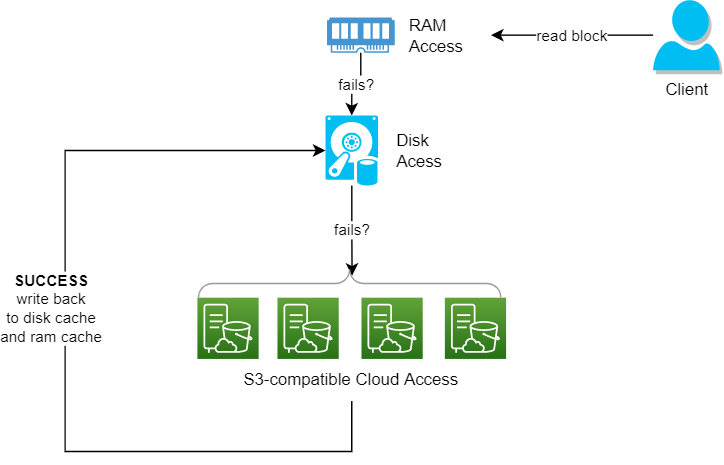 RAM
Access
read block
Client
fails?
Disk
Acess
fails?
SUCCESS
write back
to disk cache
and ram cache
S3-compatible Cloud Access